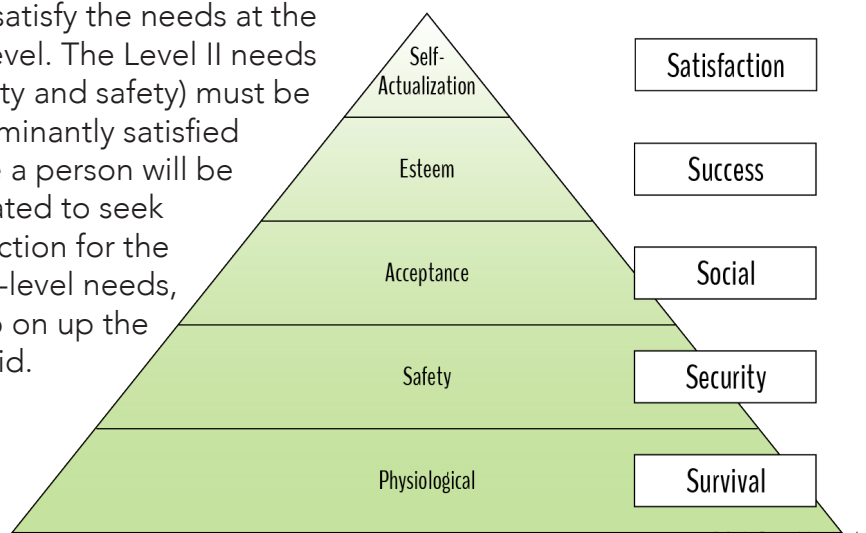 satisfy the needs at the
evel. The Level II needs
ty and safety) must be
minantly satisfied
a person will be
ated to seek
ction for the
-level needs,
on up the
id.
Self-
Actualization
Satisfaction
Esteem
Success
Acceptance
Social
Safety
Security
Physiological
Survival